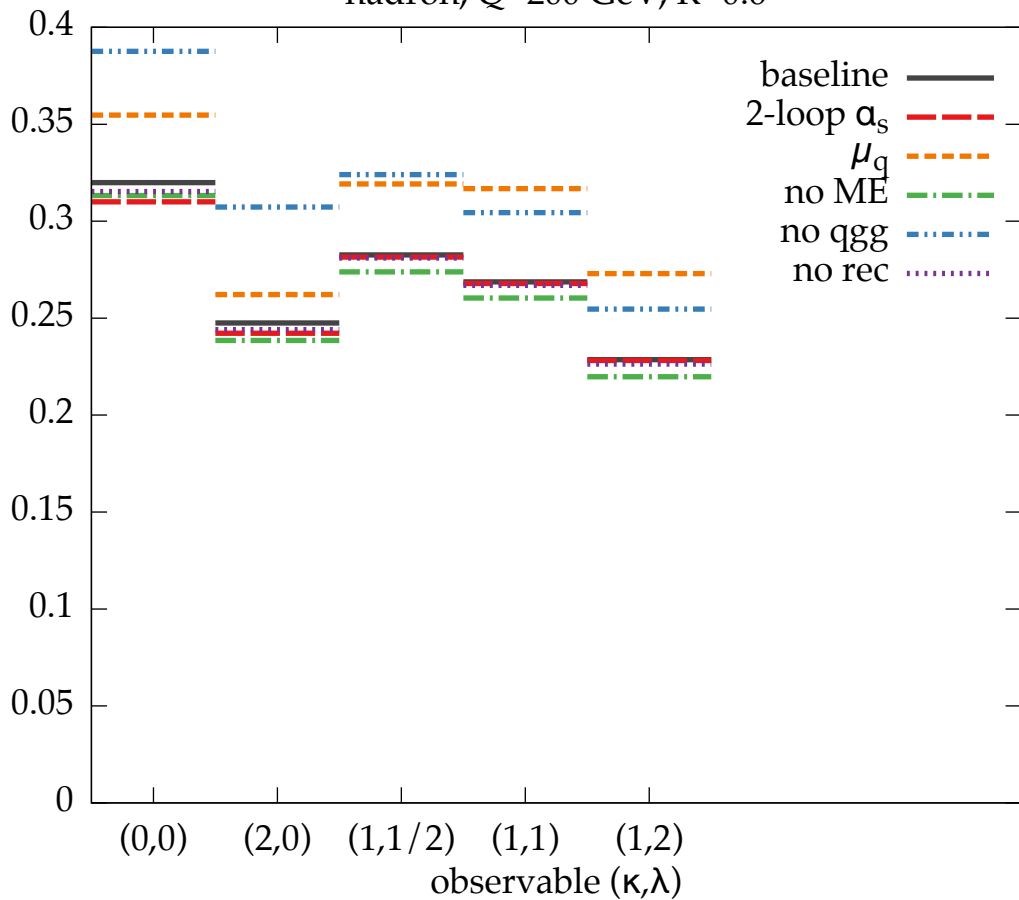 0.4
0.35
0.3
0.25
0.2
0.15
0.1
0.05
0
baseline
2-loop αs
μq
no ME
no qgg
no rec
(0,0) (2,0) (1,1/2) (1,1) (1,2)
observable (κ,λ)